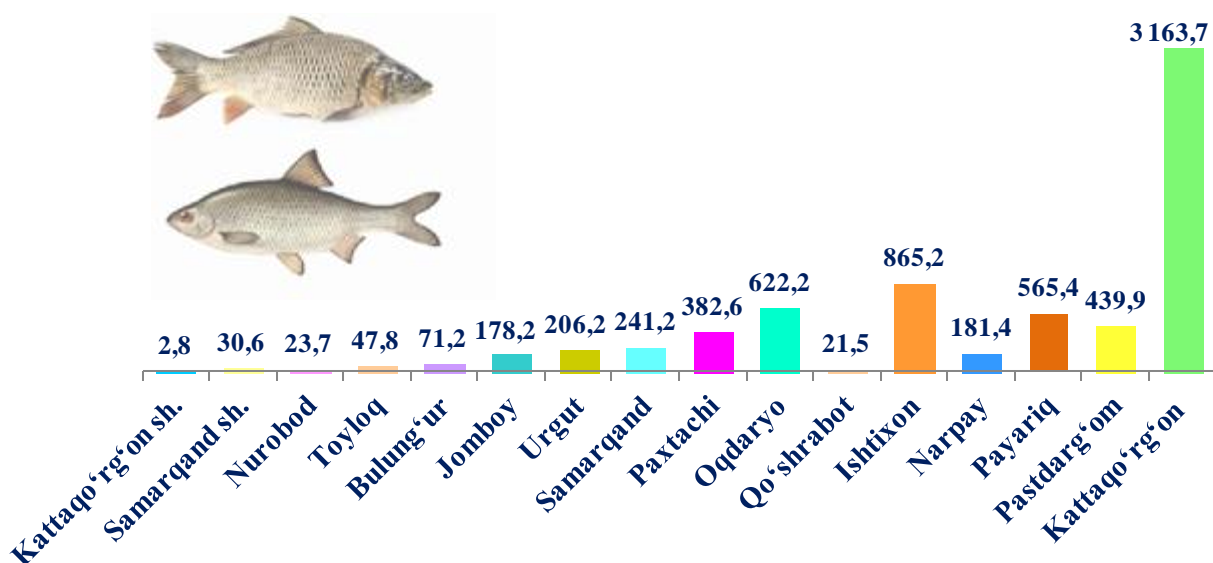 3 163,7
865,2
622,2
565,4
439,9
382,6
241,2
206,2
178,2
181,4
71,2
47,8
30,6
23,7
21,5
2,8
Kattaqo‘rg‘on sh.
Samarqand sh.
Nurobod
Toyloq
Bulung‘ur
Jomboy
Urgut
Samarqand
Paxtachi
Oqdaryo
Qo‘shrabot
Ishtixon
Narpay
Payariq
Pastdarg‘om
Kattaqo‘rg‘on